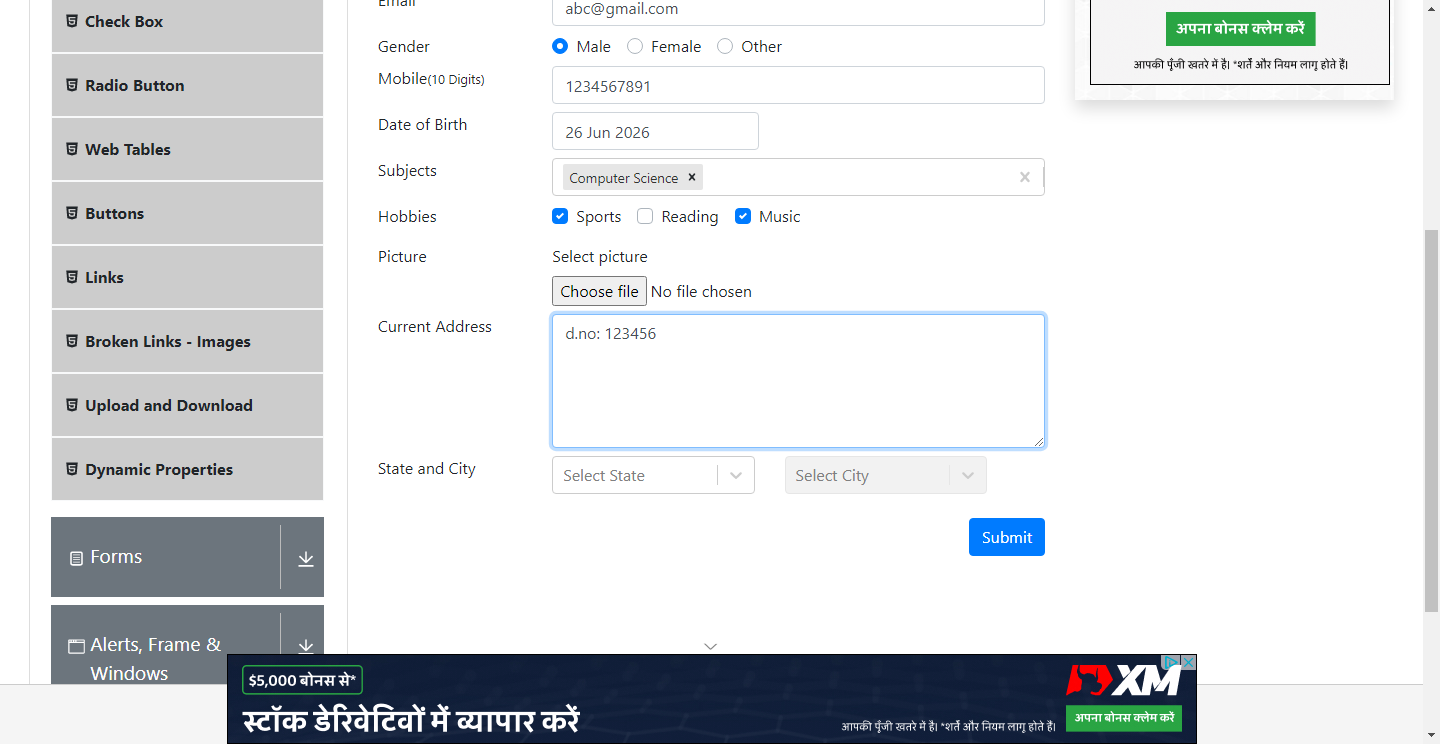 Check Box
Radio Button
Web Tables
Buttons
Links
Broken Links - Images
Upload and Download
Dynamic Properties
Forms
Alerts, Frame &
Windows
Email
abc@gmail.com
Gender
Male Female Other
Mobile(10 Digits)
1234567891
Date of Birth
26 Jun 2026
Subjects
Computer Science
Hobbies
Sports Reading Music
Picture
Select picture
Choose file No file chosen
Current Address
d.no: 123456
State and City
Select State
Select City
Submit
अपना बोनस क्लेम करें
आपकी पूँजी खतरे में है। *शर्तें और नियम लागू होते हैं।
$5,000 बोनस से*
स्टॉक डेरिवेटिवों में व्यापार करें
आपकी पूँजी खतरे में है। *शर्तें और नियम लागू होते हैं।
XM
अपना बोनस क्लेम करें